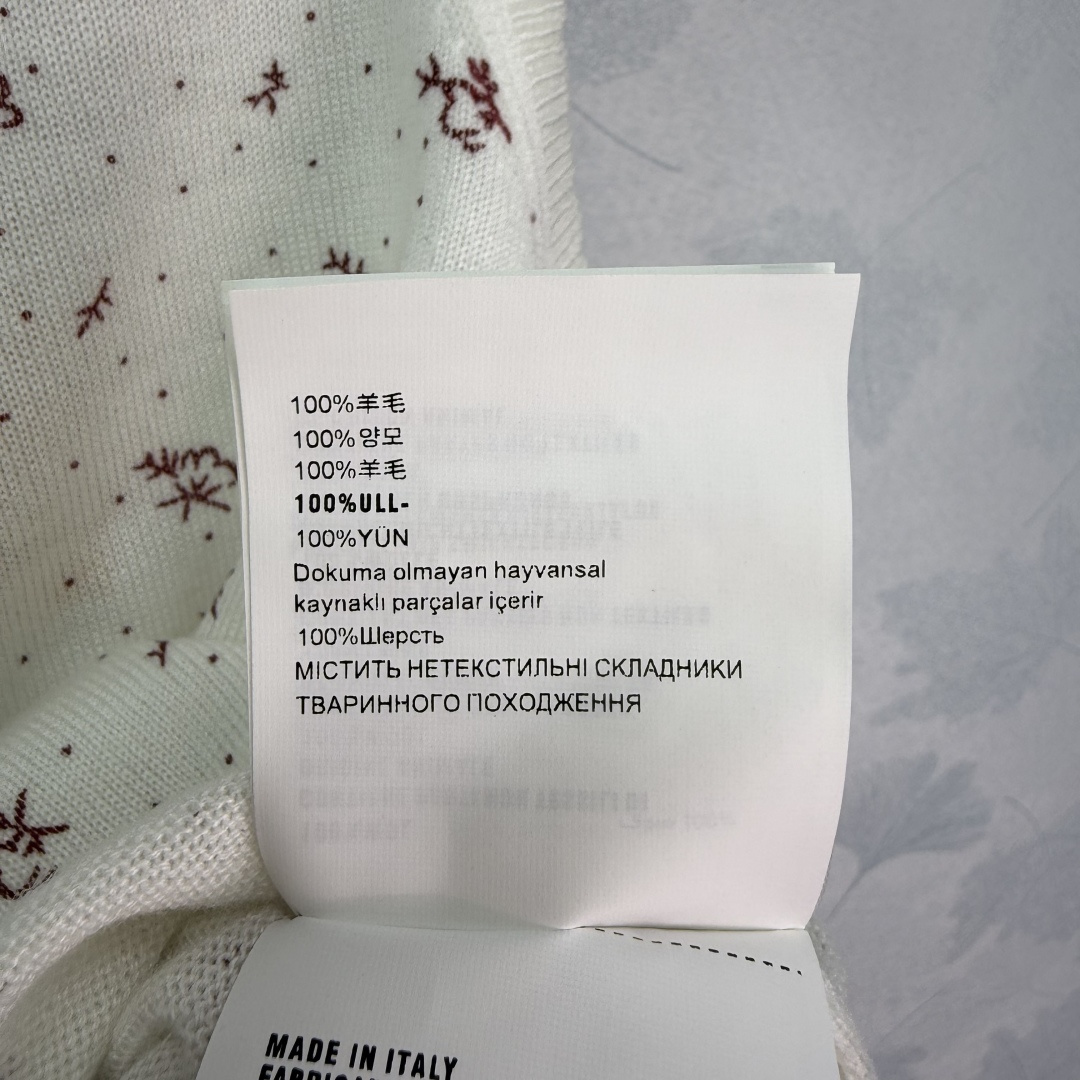 100%羊毛
100%양모
100%羊毛
100%ULL-
100%YÜN
Dokuma olmayan hayvansal
kaynaklı parçalar içerir
100%Шерсть
МІСТИТЬ НЕТЕКСТИЛЬНІ СКЛАДНИКИ
ТВАРИННОГО ПОХОДЖЕННЯ
MADE IN ITALY